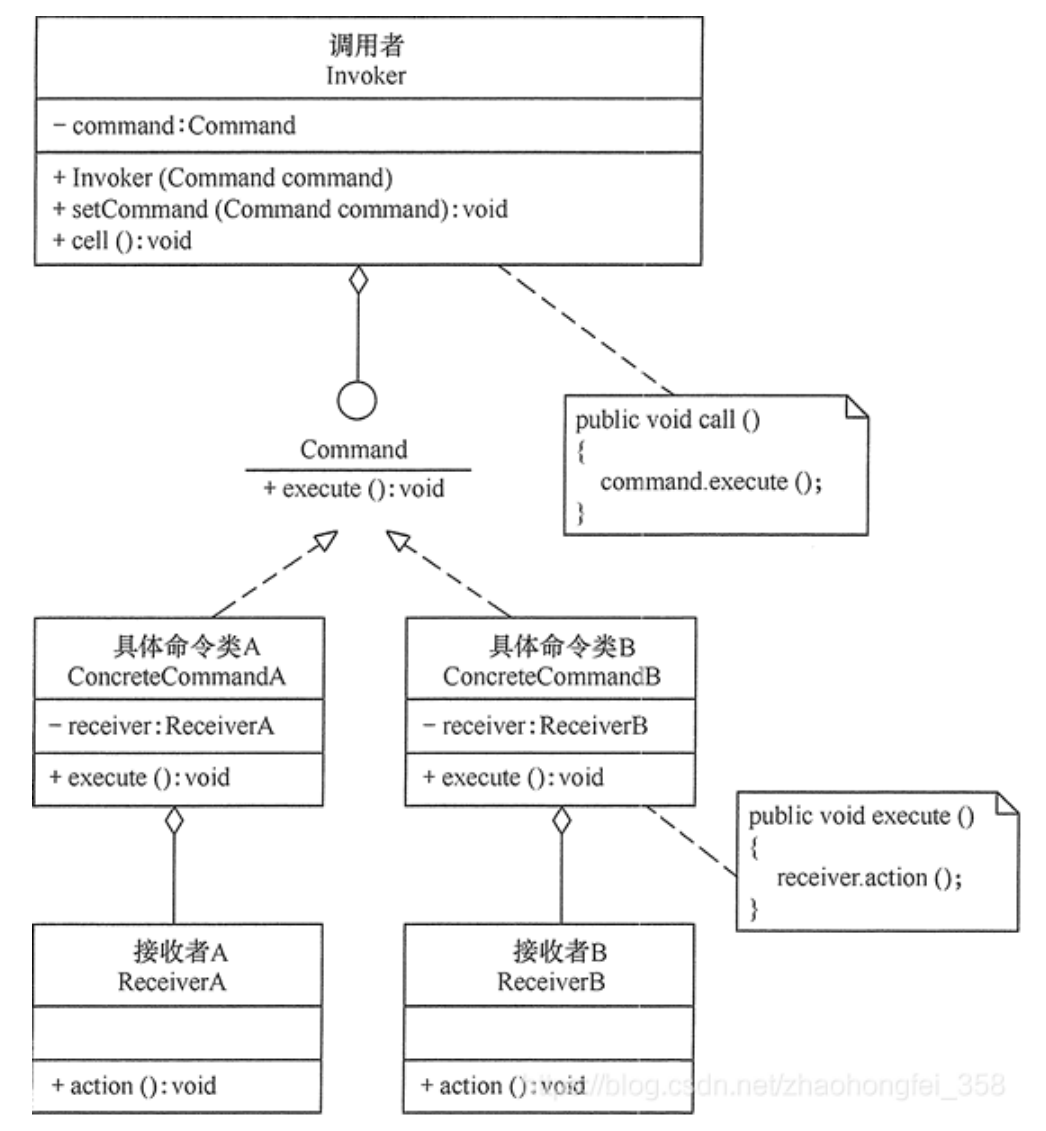 调用者
Invoker
- command:Command
+ Invoker (Command command)
+ setCommand (Command command): void
+ cell (): void
public void call ()
{
command.execute ();
}
Command
+ execute (): void
具体命令类A
ConcreteCommandA
- receiver:ReceiverA
+ execute (): void
具体命令类B
ConcreteCommandB
- receiver:ReceiverB
+ execute (): void
public void execute ()
{
receiver.action ();
}
接收者A
ReceiverA
+ action (): void
接收者B
ReceiverB
+ action (): void
https://blog.csdn.net/zhaohongfei_358